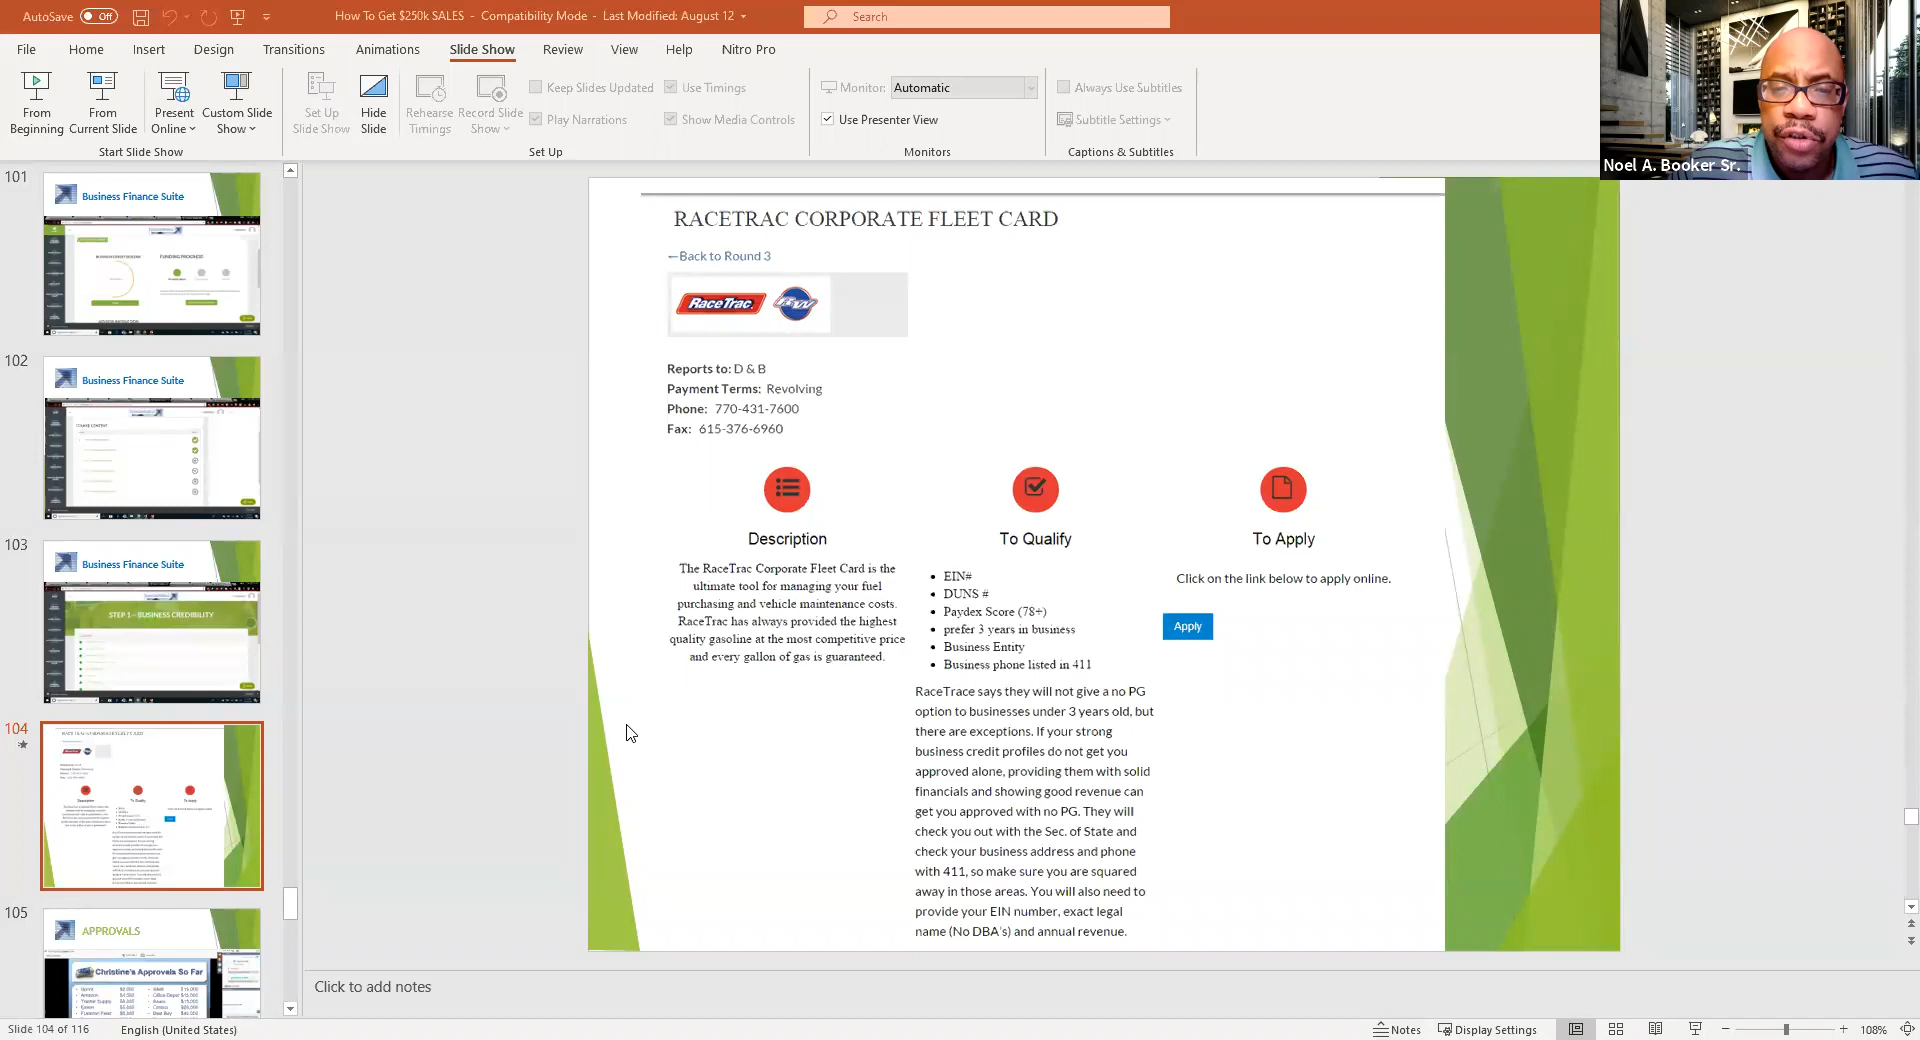 AutoSave Off How To Get $250k SALES - Compatibility Mode - Last Modified: August 12 Search
File Home Insert Design Transitions Animations Slide Show Review View Help Nitro Pro
From Beginning
From Current Slide
Present Online
Custom Slide Show
Start Slide Show
Set Up Slide Show
Hide Slide
Rehearse Timings
Record Slide Show
Keep Slides Updated
Play Narrations
Use Timings
Show Media Controls
Set Up
Monitor: Automatic
Use Presenter View
Monitors
Always Use Subtitles
Subtitle Settings
Captions & Subtitles
Noel A. Booker Sr.
101
Business Finance Suite
102
Business Finance Suite
103
Business Finance Suite
STEP 1—BUSINESS CREDIBILITY
104
105
APPROVALS
Christine's Approvals So Far
RACETRAC CORPORATE FLEET CARD
←Back to Round 3
RaceTrac RW
Reports to: D & B
Payment Terms: Revolving
Phone: 770-431-7600
Fax: 615-376-6960
Description
The RaceTrac Corporate Fleet Card is the
ultimate tool for managing your fuel
purchasing and vehicle maintenance costs.
RaceTrac has always provided the highest
quality gasoline at the most competitive price
and every gallon of gas is guaranteed.
To Qualify
• EIN#
• DUNS #
• Paydex Score (78+)
• prefer 3 years in business
• Business Entity
• Business phone listed in 411
RaceTrace says they will not give a no PG
option to businesses under 3 years old, but
there are exceptions. If your strong
business credit profiles do not get you
approved alone, providing them with solid
financials and showing good revenue can
get you approved with no PG. They will
check you out with the Sec. of State and
check your business address and phone
with 411, so make sure you are squared
away in those areas. You will also need to
provide your EIN number, exact legal
name (No DBA's) and annual revenue.
To Apply
Click on the link below to apply online.
Apply
Click to add notes
Slide 104 of 116 English (United States) Notes Display Settings 108%